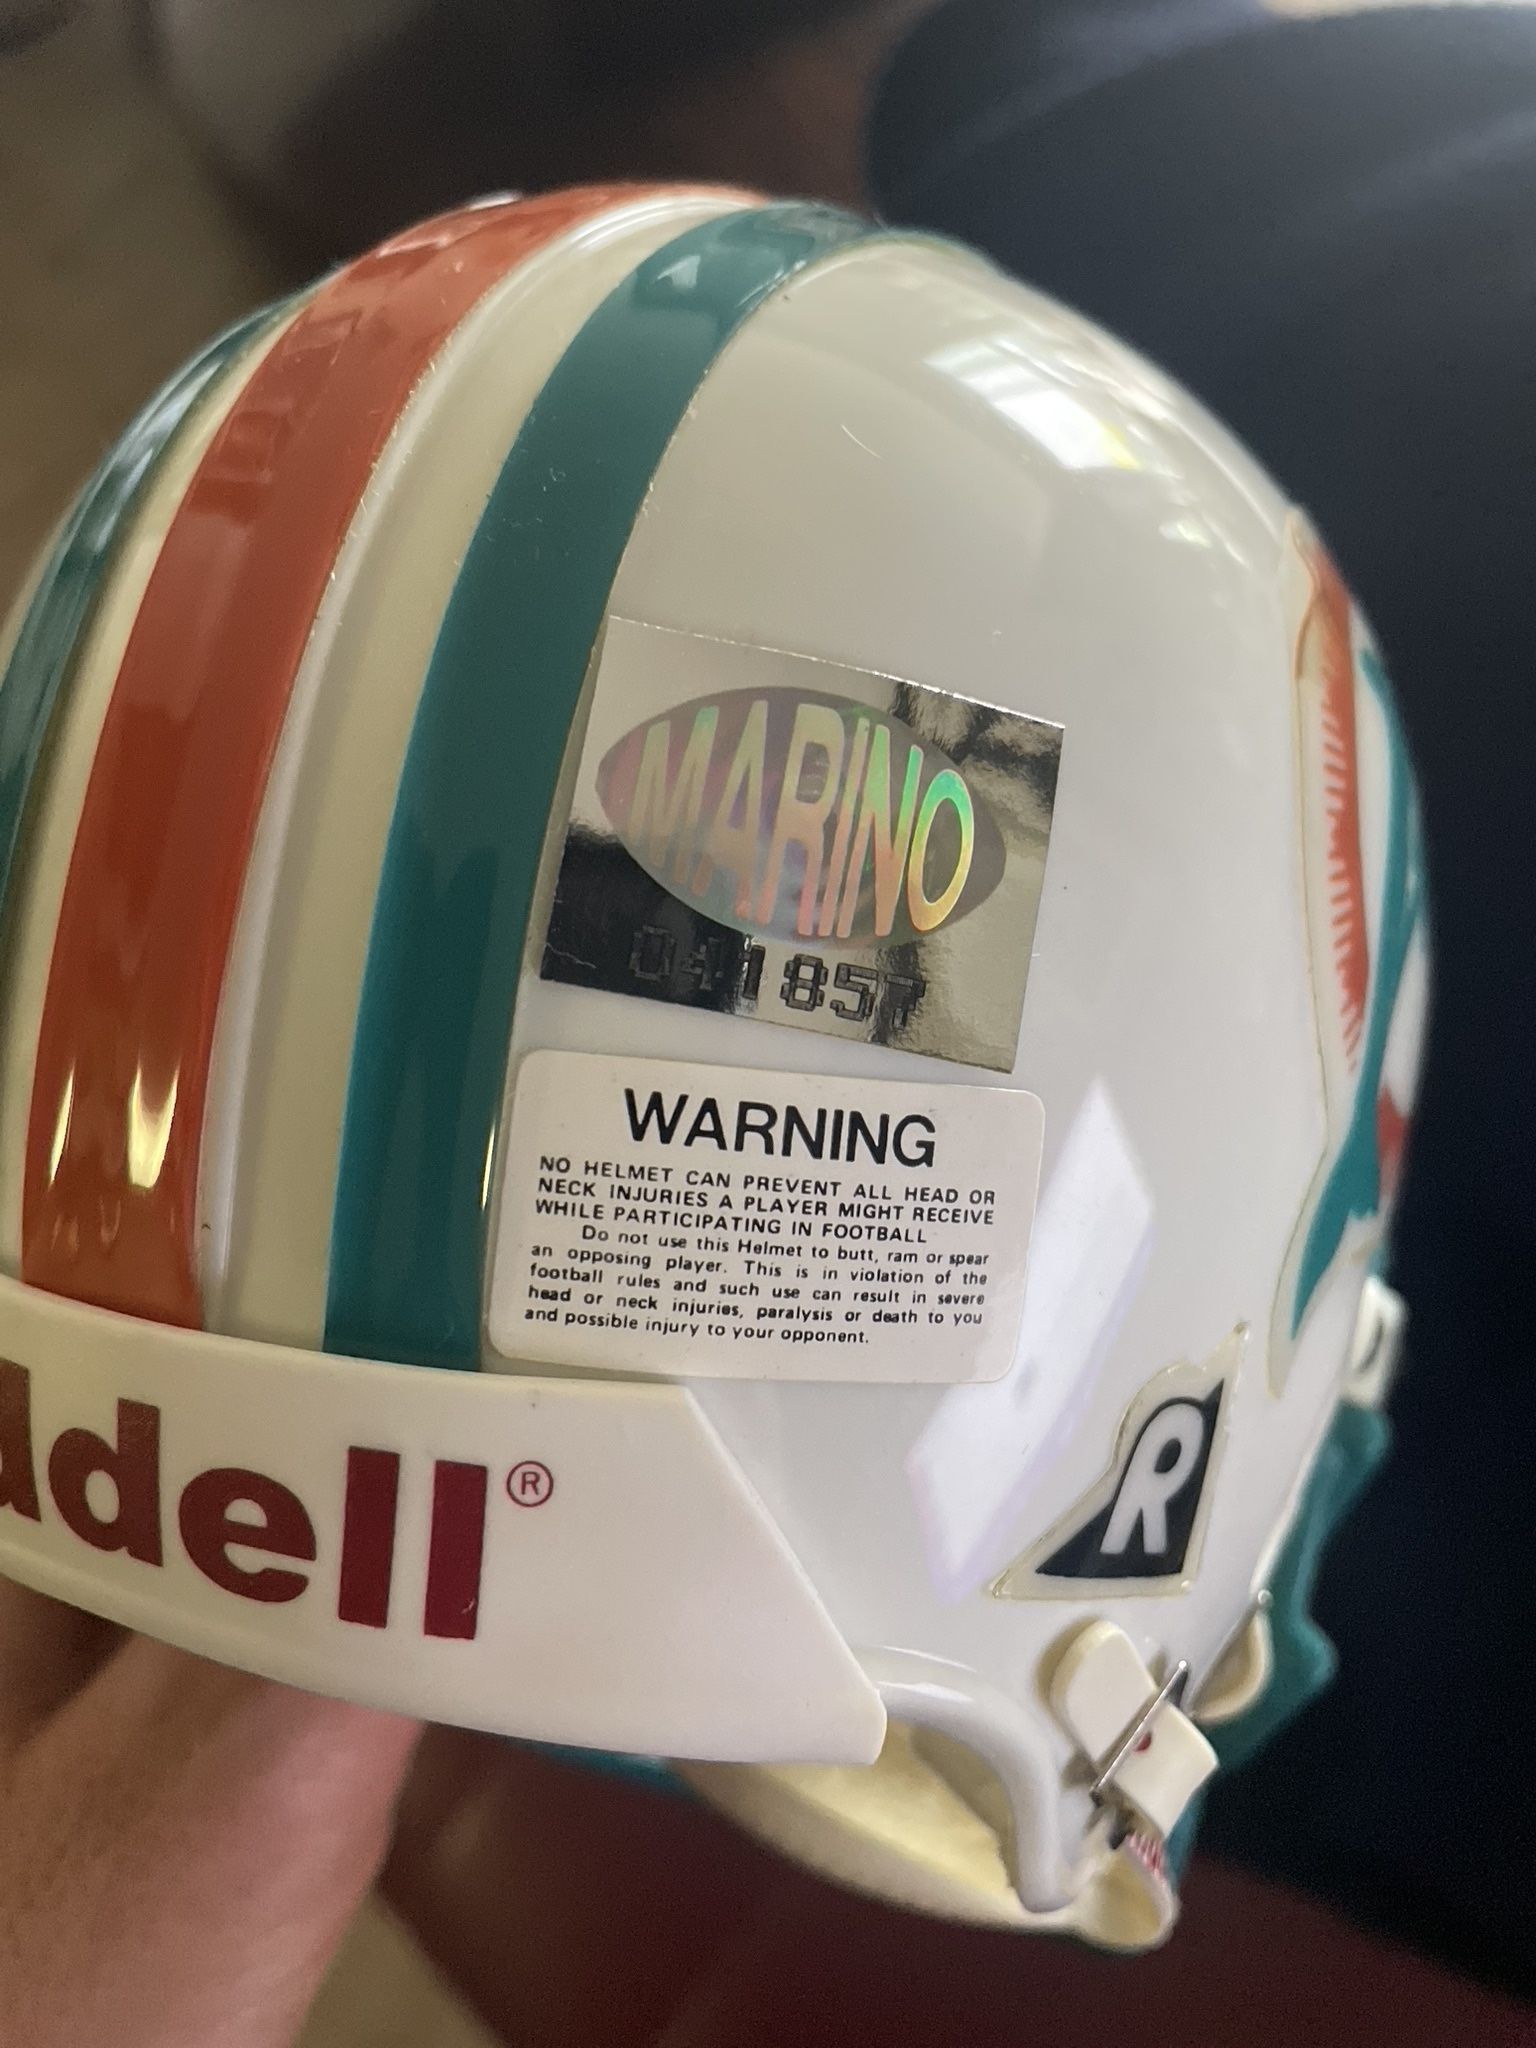 MARINO
041857
WARNING
NO HELMET CAN PREVENT ALL HEAD OR
NECK INJURIES A PLAYER MIGHT RECEIVE
WHILE PARTICIPATING IN FOOTBALL
Do not use this Helmet to butt, ram or spear
an opposing player. This is in violation of the
football rules and such use can result in severe
head or neck injuries, paralysis or death to you
and possible injury to your opponent.
R
ddell®